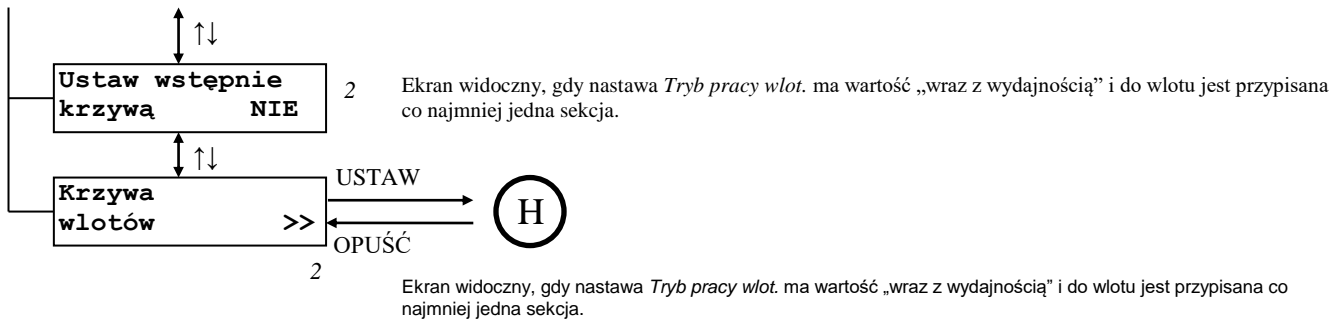 ↑↓
Ustaw wstępnie
krzywą NIE
2
Ekran widoczny, gdy nastawa Tryb pracy wlot. ma wartość „wraz z wydajnością” i do wlotu jest przypisana
co najmniej jedna sekcja.
↑↓
Krzywa
wlotów >>
USTAW
OPUŚĆ
H
2
Ekran widoczny, gdy nastawa Tryb pracy wlot. ma wartość „wraz z wydajnością” i do wlotu jest przypisana co
najmniej jedna sekcja.